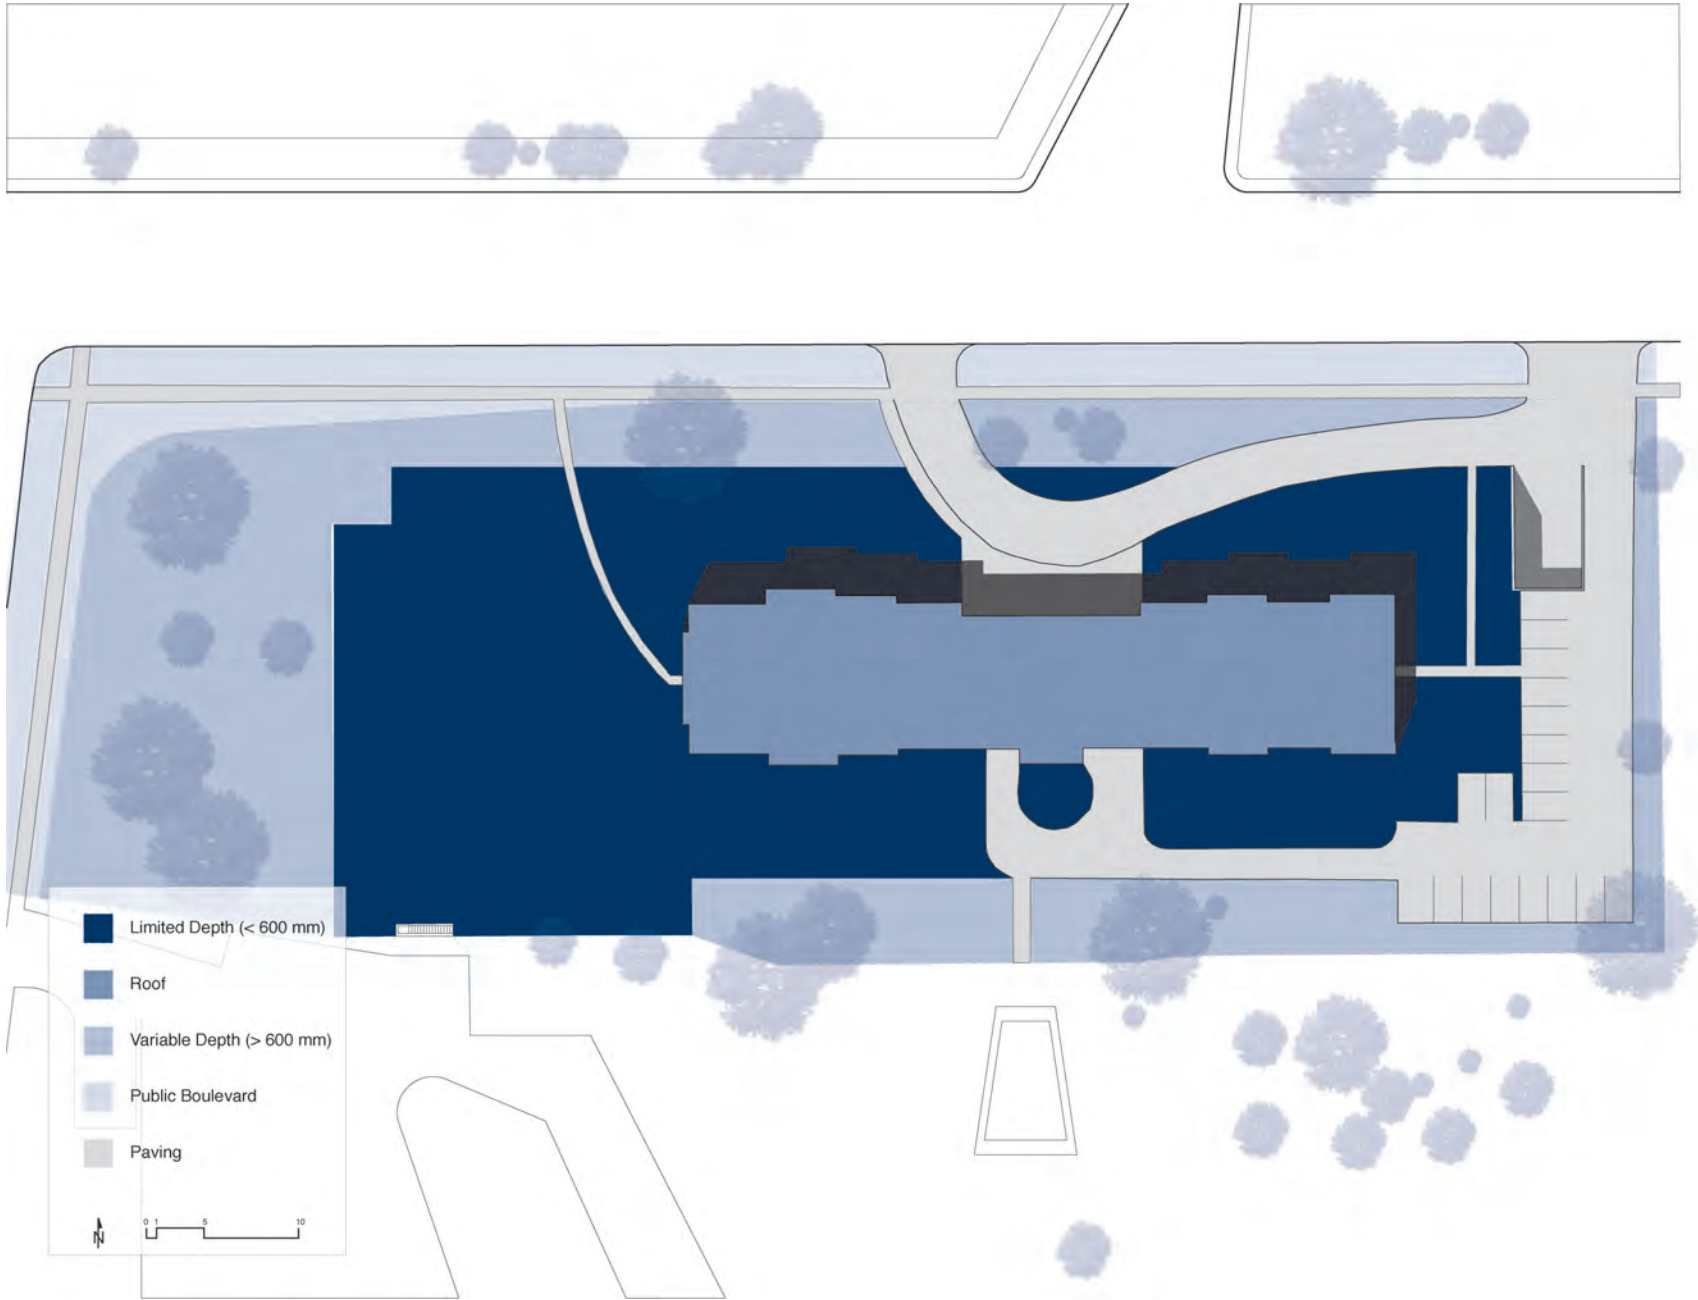 Limited Depth (< 600 mm)
Roof
Variable Depth (> 600 mm)
Public Boulevard
Paving
N
0 1 5 10